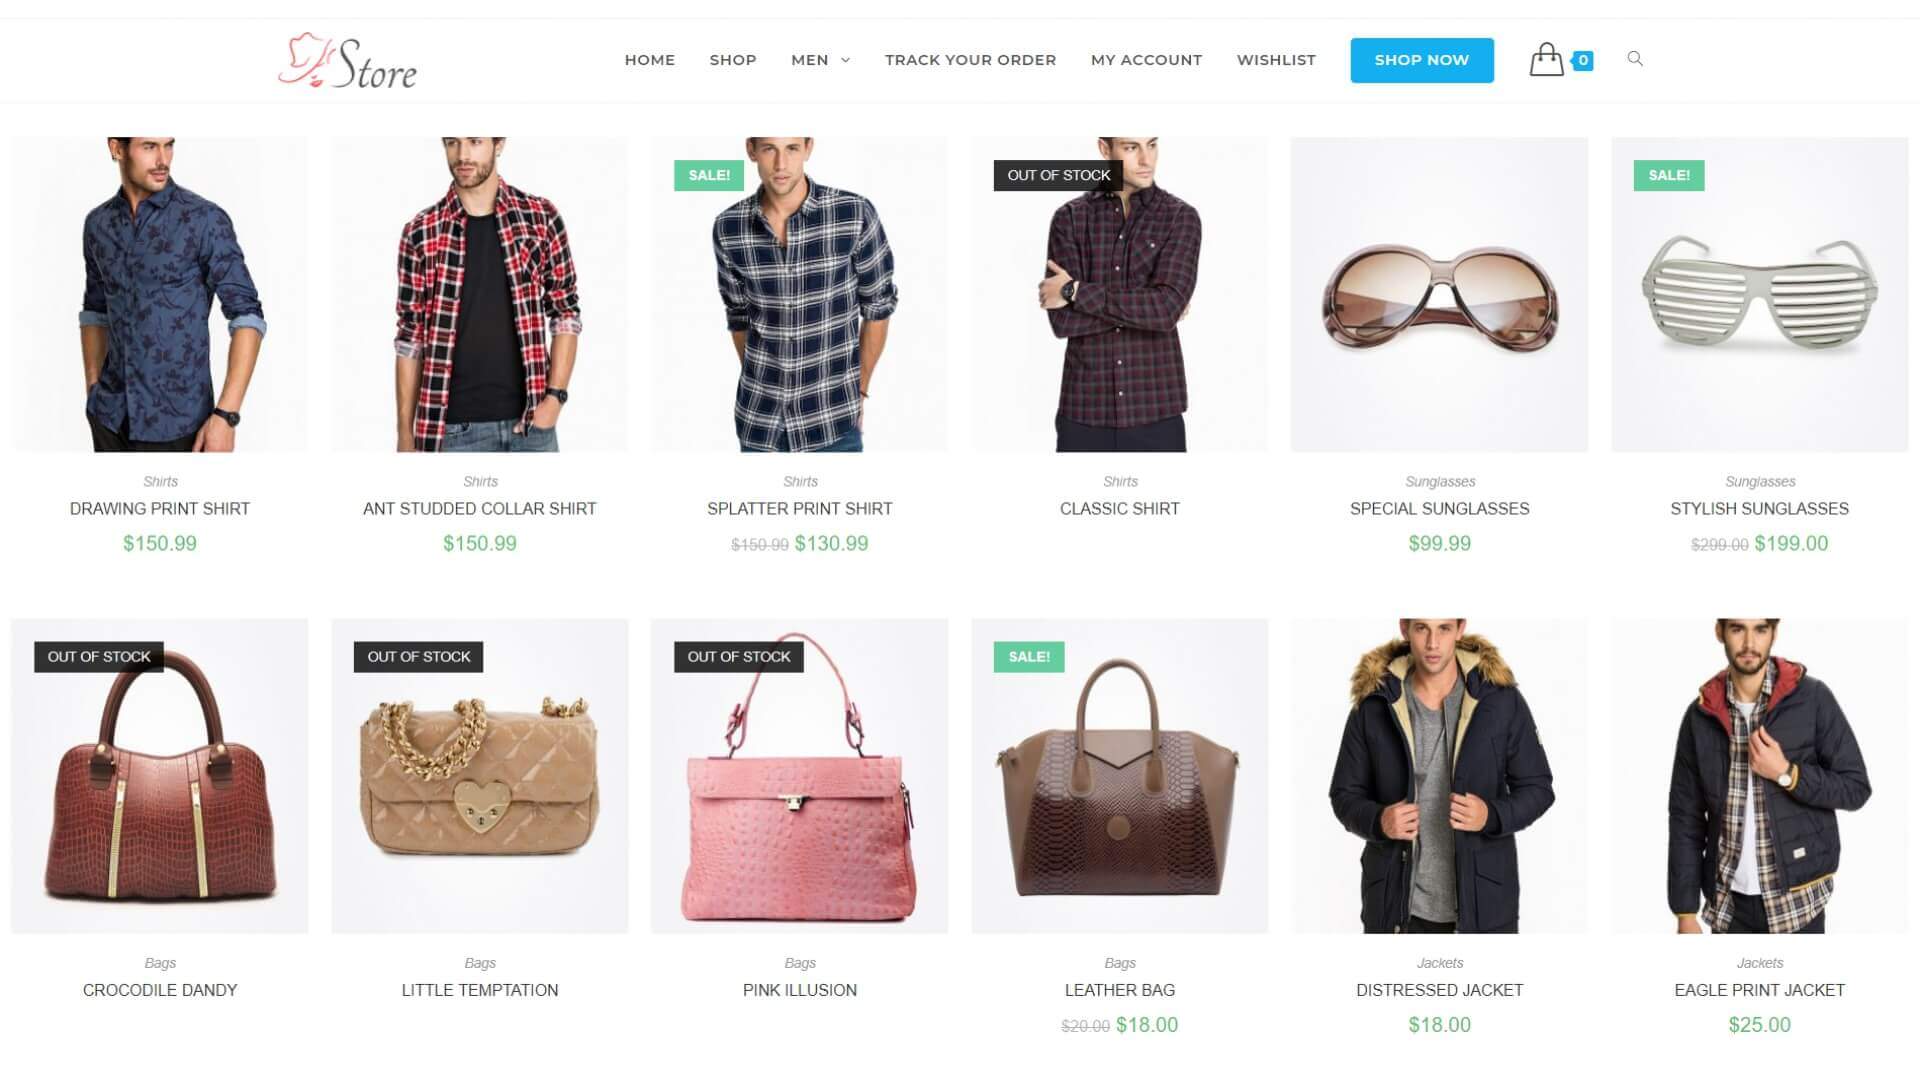 Store
HOME SHOP MEN TRACK YOUR ORDER MY ACCOUNT WISHLIST SHOP NOW 0
SALE! OUT OF STOCK SALE!
Shirts Shirts Shirts Shirts Sunglasses Sunglasses
DRAWING PRINT SHIRT ANT STUDDED COLLAR SHIRT SPLATTER PRINT SHIRT CLASSIC SHIRT SPECIAL SUNGLASSES STYLISH SUNGLASSES
$150.99 $150.99 $150.99 $130.99 $99.99 $299.00 $199.00
OUT OF STOCK OUT OF STOCK OUT OF STOCK SALE!
Bags Bags Bags Bags Jackets Jackets
CROCODILE DANDY LITTLE TEMPTATION PINK ILLUSION LEATHER BAG DISTRESSED JACKET EAGLE PRINT JACKET
$20.00 $18.00 $18.00 $25.00